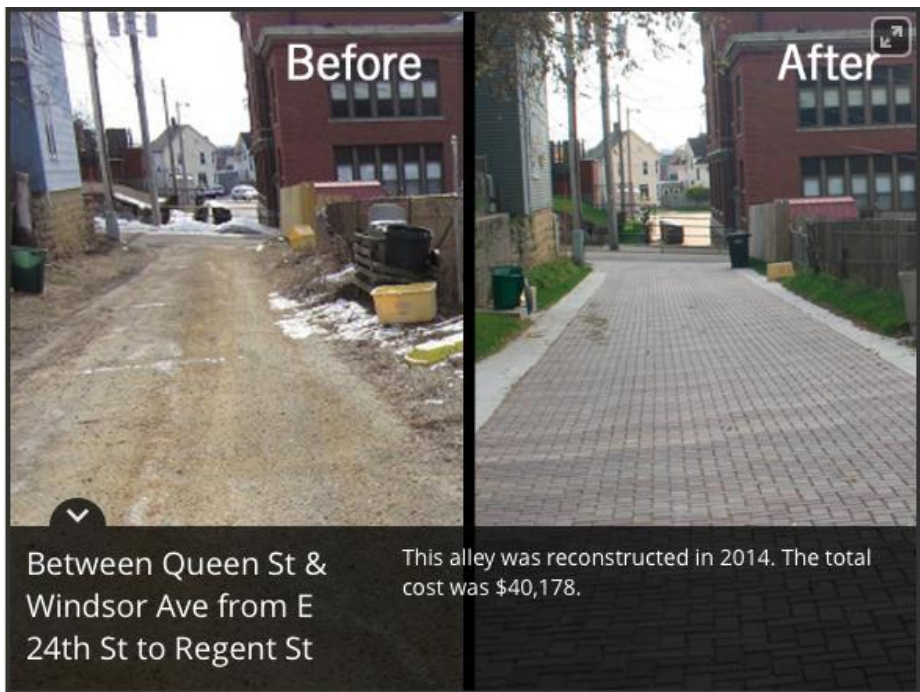 Before
After
Between Queen St &
Windsor Ave from E
24th St to Regent St
This alley was reconstructed in 2014. The total
cost was $40,178.